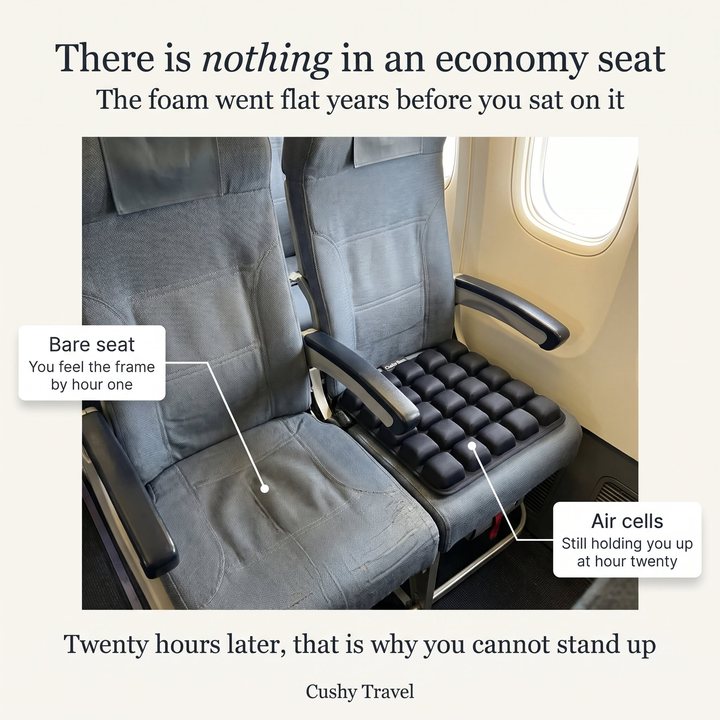 There is nothing in an economy seat
The foam went flat years before you sat on it
Bare seat
You feel the frame
by hour one
Air cells
Still holding you up
at hour twenty
Twenty hours later, that is why you cannot stand up
Cushy Travel